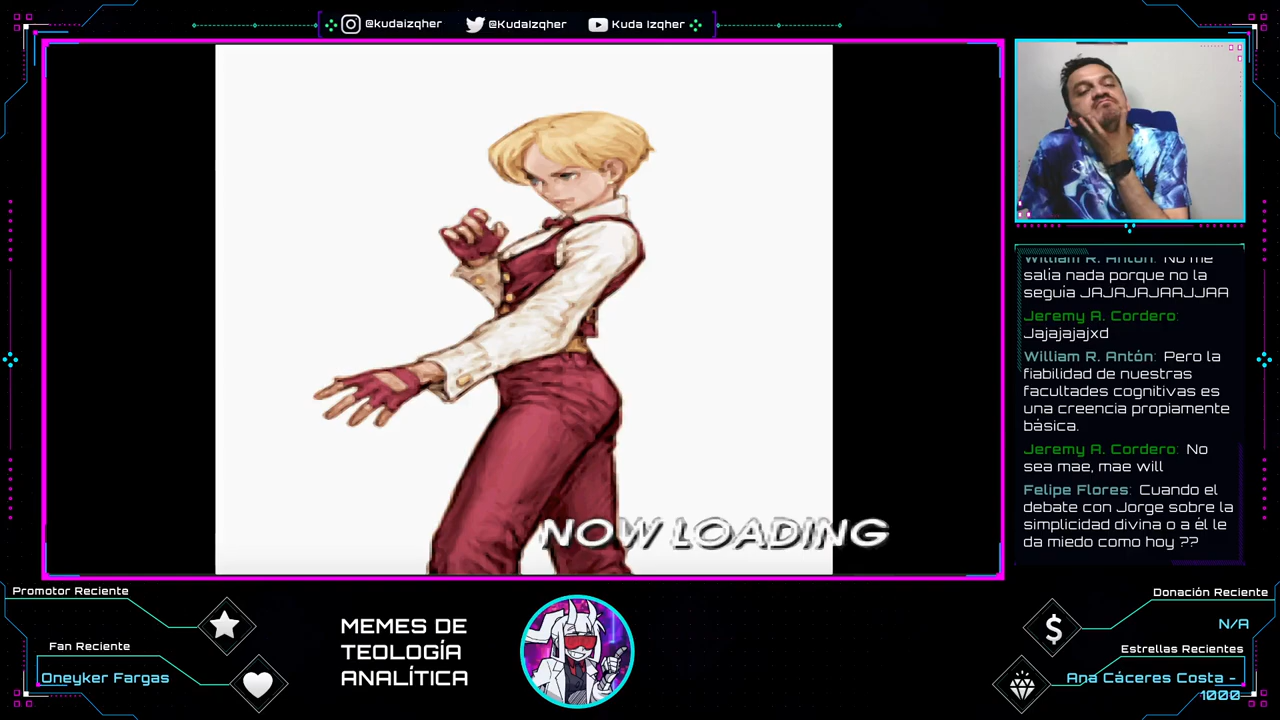 @kudaizqher
@Kudaizqher
Kuda Izqher
William R. Antón: No me
salia nada porque no la
seguia JAJAJAJRAJJRAA
Jeremy A. Cordero:
Jajajajajxd
William R. Antón: Pero la
fiabilidad de nuestras
facultades cognitivas es
una creencia propiamente
básica.
Jeremy A. Cordero: No
sea mae, mae will
Felipe Flores: Cuando el
debate con Jorge sobre la
simplicidad divina o a él le
da miedo como hoy ??
NOW LOADING
Promotor Reciente
Fan Reciente
Oneyker Fargas
MEMES DE
TEOLOGÍA
ANALÍTICA
Donación Reciente
N/A
Estrellas Recientes
Ana Cáceres Costa -
1000